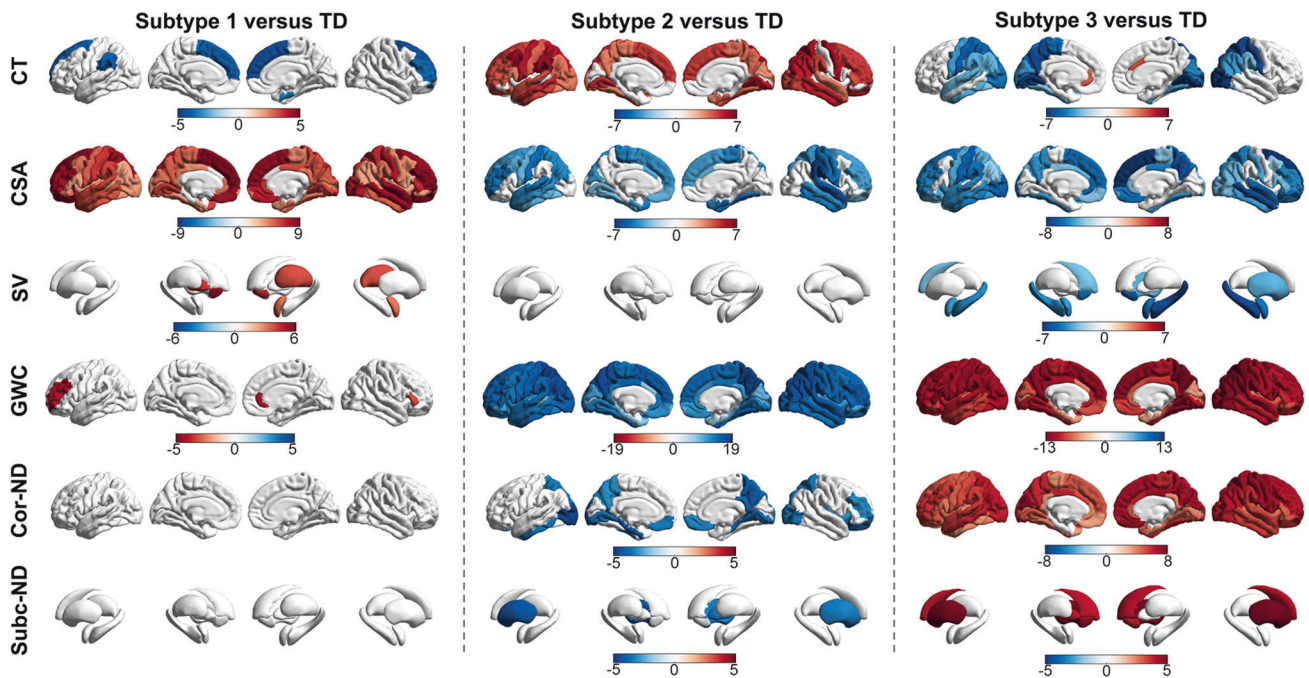 Subtype 1 versus TD Subtype 2 versus TD Subtype 3 versus TD
CT
-5 0 5 -7 0 7 -7 0 7
CSA
-9 0 9 -7 0 7 -8 0 8
SV
-6 0 6 -7 0 7
GWC
-5 0 5 -19 0 19 -13 0 13
Cor-ND
-5 0 5 -8 0 8
Subc-ND
-5 0 5 -5 0 5